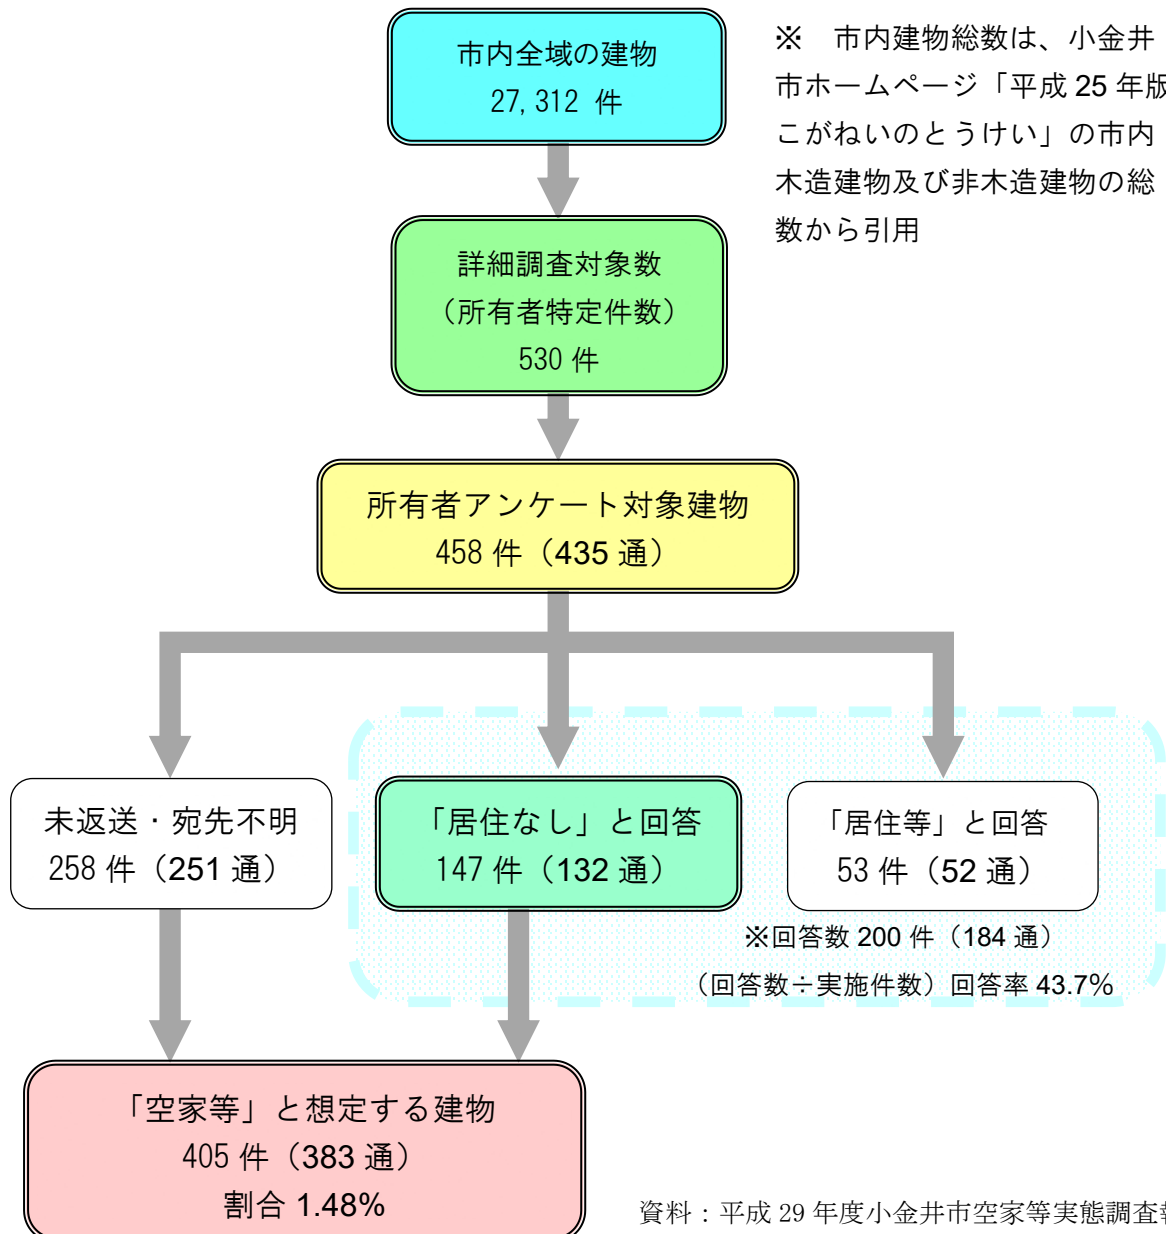 市内全域の建物
27,312 件
※　市内建物総数は、小金井
市ホームページ「平成 25 年版
こがねいのとうけい」の市内
木造建物及び非木造建物の総
数から引用
詳細調査対象数
（所有者特定件数）
530 件
所有者アンケート対象建物
458 件（435 通）
未返送・宛先不明
258 件（251 通）
「居住なし」と回答
147 件（132 通）
「居住等」と回答
53 件（52 通）
※回答数 200 件（184 通）
（回答数÷実施件数）回答率 43.7%
「空家等」と想定する建物
405 件（383 通）
割合 1.48%
資料：平成 29 年度小金井市空家等実態調査報